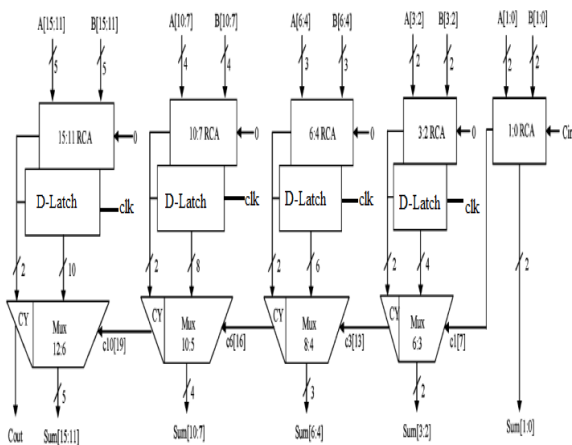 A[15:11] B[15:11] A[10:7] B[10:7] A[6:4] B[6:4] A[3:2] B[3:2] A[1:0] B[1:0]
5 5 4 4 3 3 2 2 2 2
15:11 RCA 0 10:7 RCA 0 6:4 RCA 0 3:2 RCA 0 1:0 RCA Cin
D-Latch clk D-Latch clk D-Latch clk D-Latch clk
2 10 2 8 2 6 2 4 2
CY Mux 12:6 c10[19] CY Mux 10:5 c6[16] CY Mux 8:4 c3[13] CY Mux 6:3 c1[7]
5 4 3 2
Cout Sum[15:11] Sum[10:7] Sum[6:4] Sum[3:2] Sum[1:0]